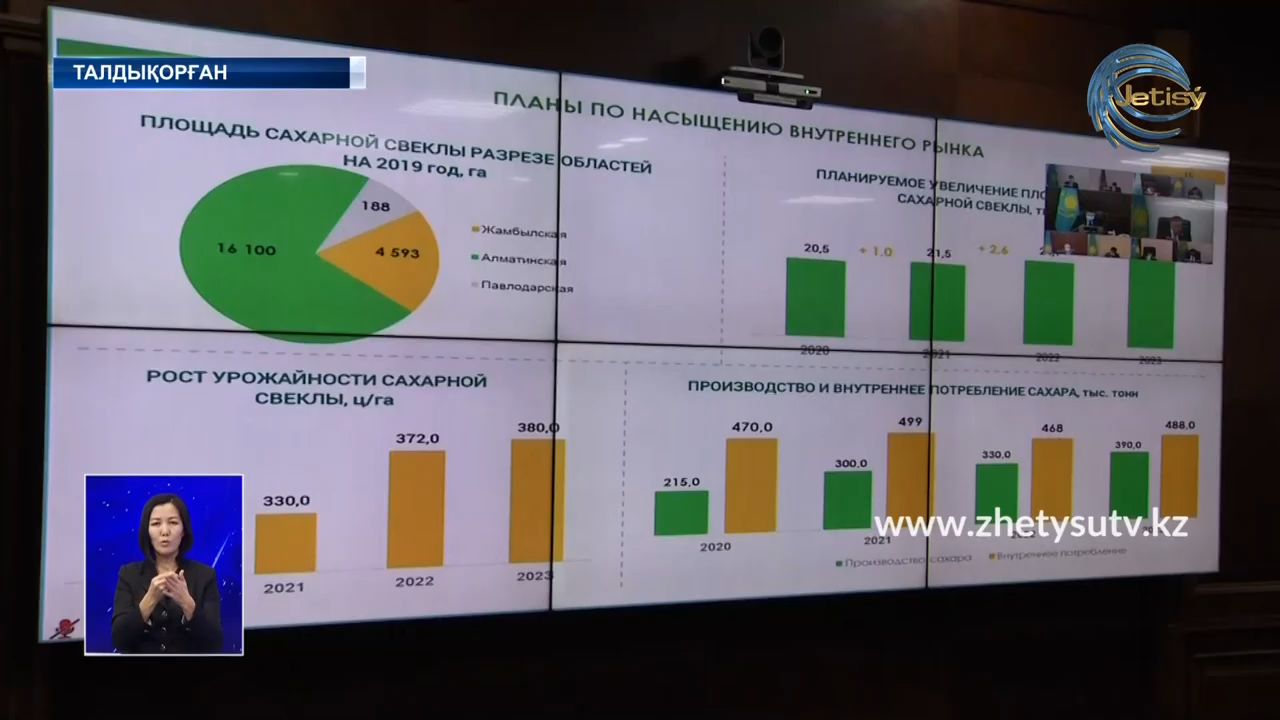 ТАЛДЫҚОРҒАН
Jetisý
ПЛАНЫ ПО НАСЫЩЕНИЮ ВНУТРЕННЕГО РЫНКА
ПЛОЩАДЬ САХАРНОЙ СВЕКЛЫ РАЗРЕЗЕ ОБЛАСТЕЙ
НА 2019 год, га
188
16 100
4 593
Жамбылская
Алматинская
Павлодарская
ПЛАНИРУЕМОЕ УВЕЛИЧЕНИЕ
САХАРНОЙ СВЕКЛЫ,
20,5
+ 1,0
21,5
+ 2,6
2020
2021
2022
2023
РОСТ УРОЖАЙНОСТИ САХАРНОЙ
СВЕКЛЫ, ц/га
330,0
372,0
380,0
2021
2022
2023
ПРОИЗВОДСТВО И ВНУТРЕННЕЕ ПОТРЕБЛЕНИЕ САХАРА, тыс. тонн
215,0
470,0
300,0
499
330,0
468
390,0
488,0
2020
2021
www.zhetysutv.kz
Производство сахара
Внутреннее потребление